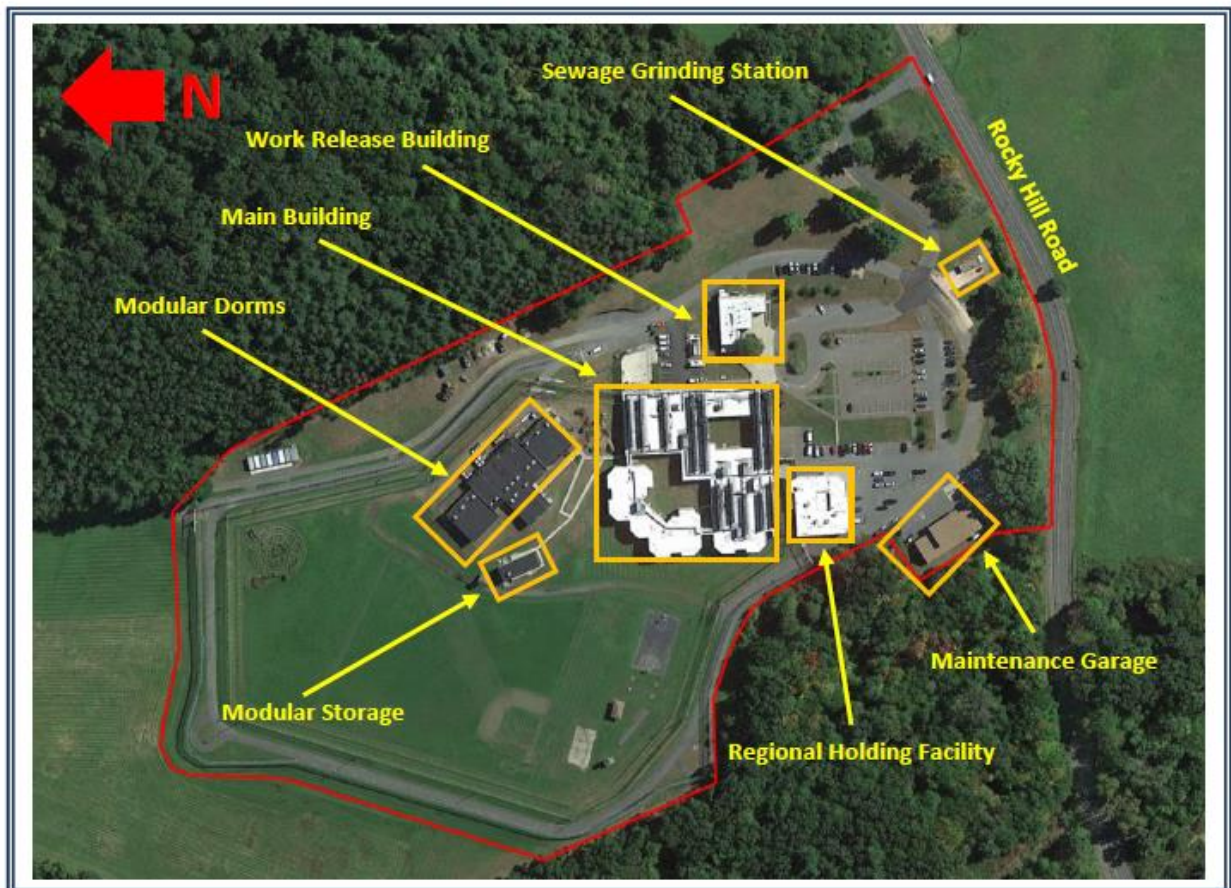 Sewage Grinding Station
N
Work Release Building
Rocky Hill Road
Main Building
Modular Dorms
Maintenance Garage
Modular Storage
Regional Holding Facility